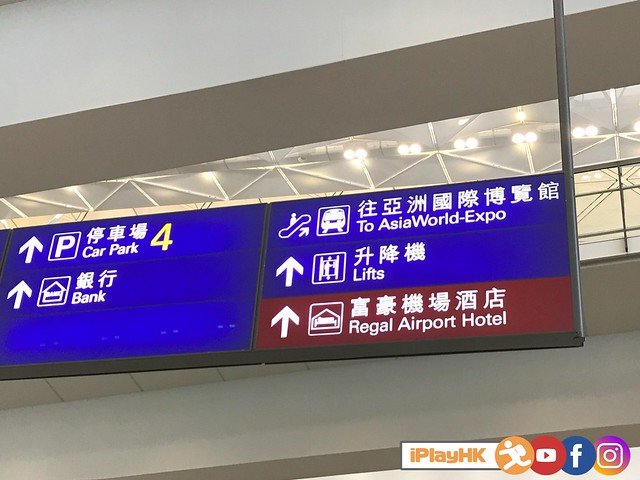 停車場 4
Car Park
銀行
Bank
往亞洲國際博覽館
To AsiaWorld-Expo
升降機
Lifts
富豪機場酒店
Regal Airport Hotel
iPlayHK